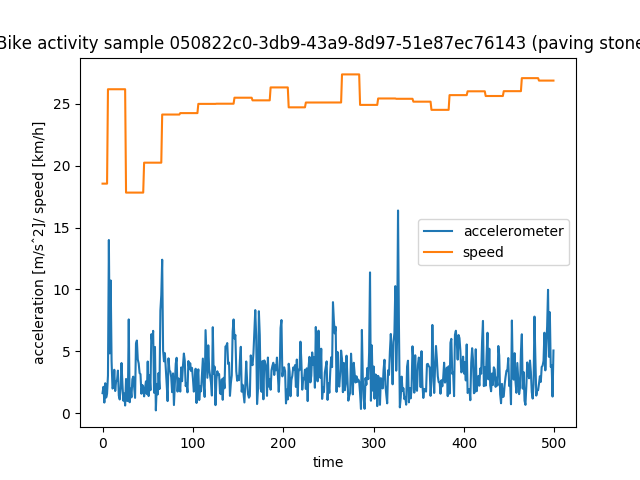 Bike activity sample 050822c0-3db9-43a9-8d97-51e87ec76143 (paving stone
acceleration [m/s^2]/ speed [km/h]
25
20
15
10
5
0
accelerometer
speed
0 100 200 300 400 500
time